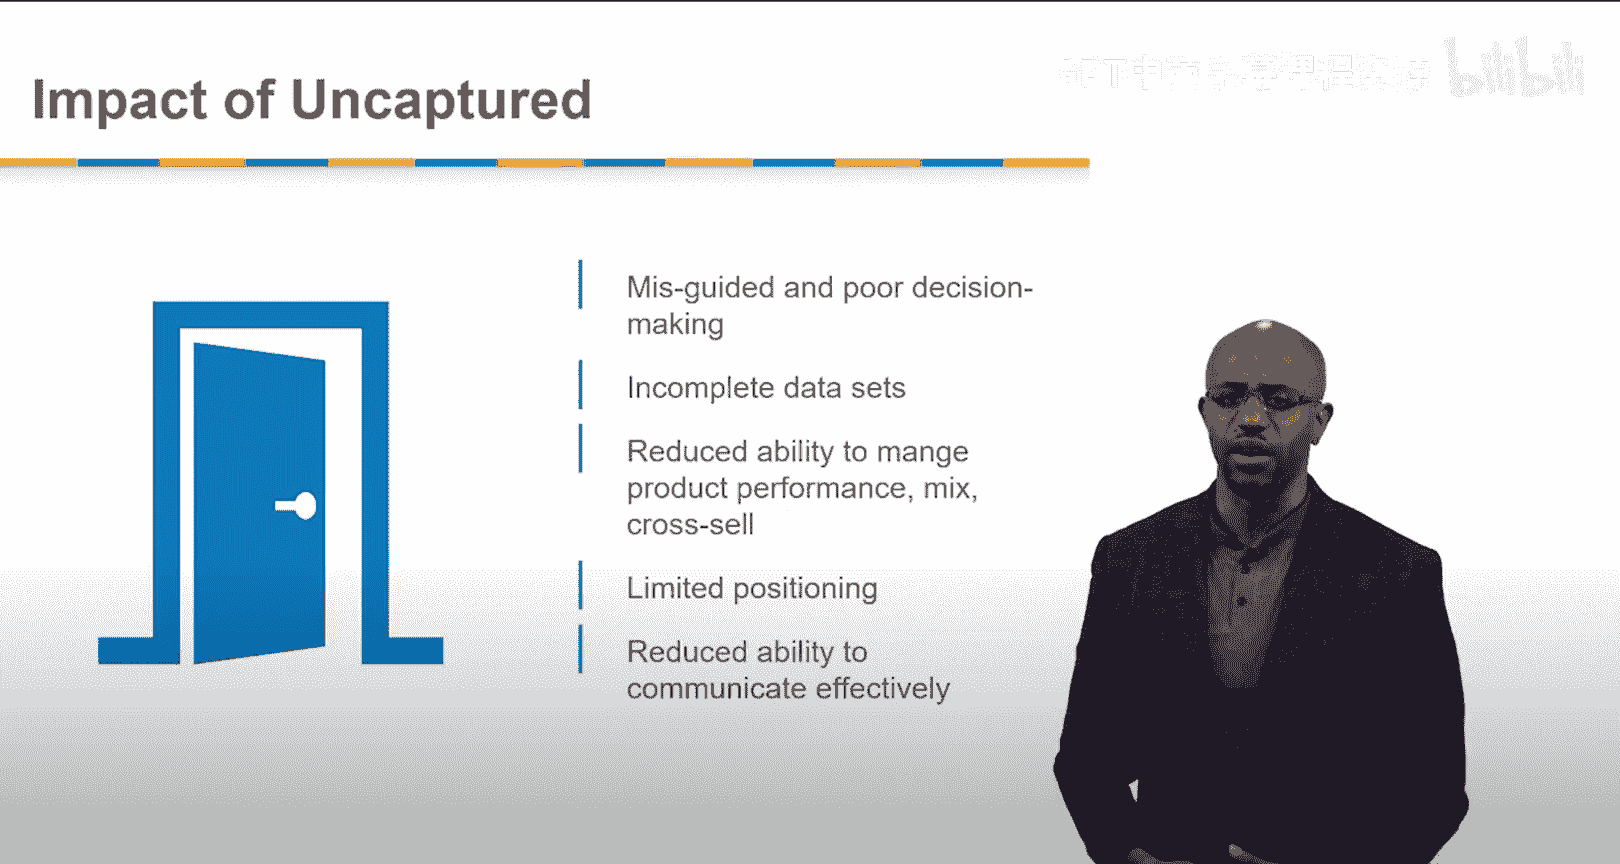 Impact of Uncaptured
bilibili
Mis-guided and poor decision-
making
Incomplete data sets
Reduced ability to mange
product performance, mix,
cross-sell
Limited positioning
Reduced ability to
communicate effectively